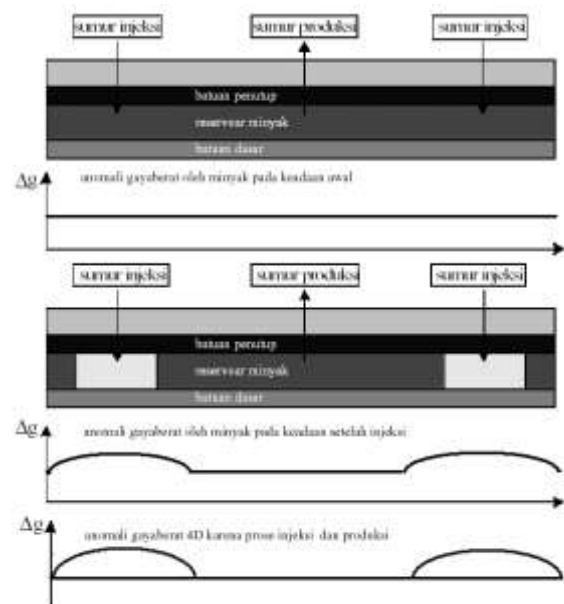 sumur injeksi sumur produksi sumur injeksi
batuan penutup
reservoar minyak
batuan dasar
Δg anomali gayaberat oleh minyak pada keadaan awal
sumur injeksi sumur produksi sumur injeksi
batuan penutup
reservoar minyak
batuan dasar
Δg anomali gayaberat oleh minyak pada keadaan setelah injeksi
Δg anomali gayaberat 4D karena prose injeksi dan produksi